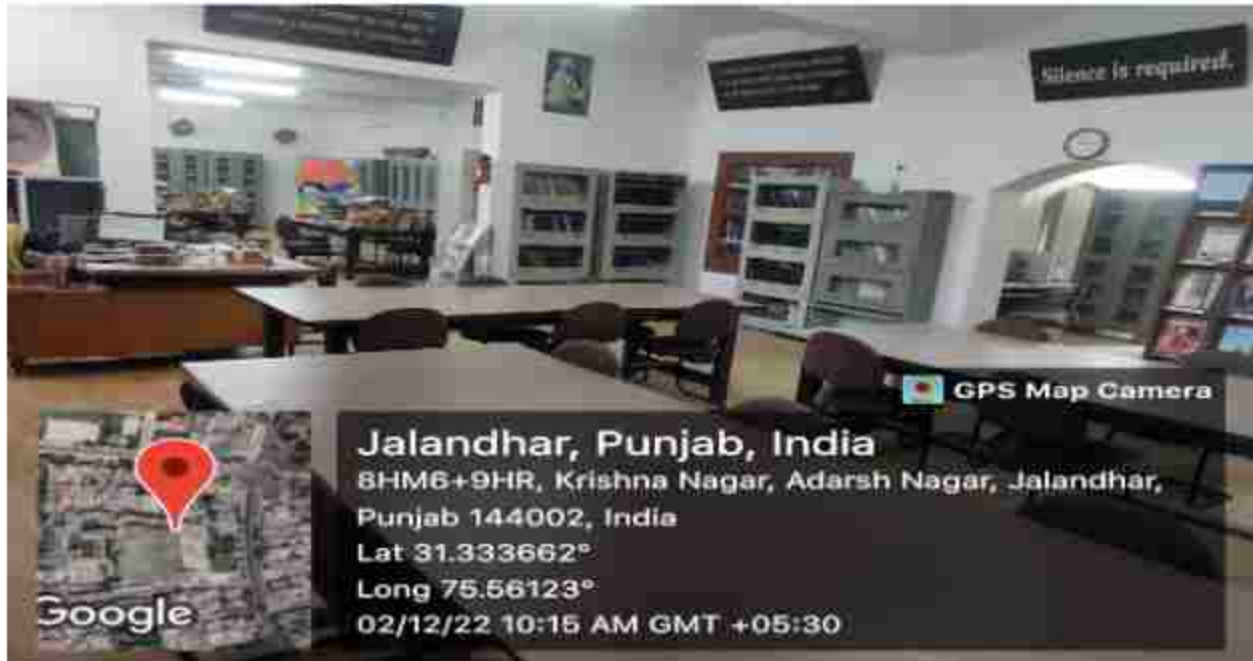 Silence is required.
GPS Map Camera
Jalandhar, Punjab, India
8HM6+9HR, Krishna Nagar, Adarsh Nagar, Jalandhar,
Punjab 144002, India
Lat 31.333662°
Long 75.56123°
02/12/22 10:15 AM GMT +05:30
Google